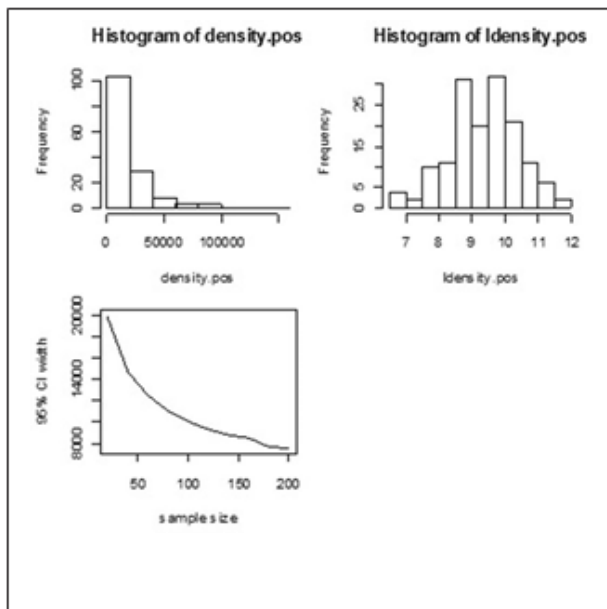 Histogram of density.pos
Frequency
0 20 60 100
0 50000 100000
density.pos
Histogram of ldensity.pos
Frequency
5 15 25
7 8 9 10 11 12
ldensity.pos
95% CI width
8000 14000 20000
50 100 150 200
sample size